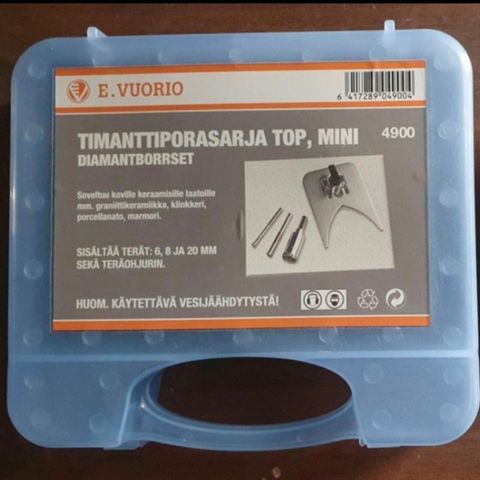 E.VUORIO
6 417289 049004
TIMANTTIPORASARJA TOP, MINI 4900
DIAMANTBORRSET
Soveltuu koville keraamisille laatoille
mm. graniittikeramiikka, klinkkeri,
porcellanato, marmori.
SISÄLTÄÄ TERÄT: 6, 8 JA 20 MM
SEKÄ TERÄOHJURIN.
HUOM. KÄYTETTÄVÄ VESIJÄÄHDYTYSTÄ!